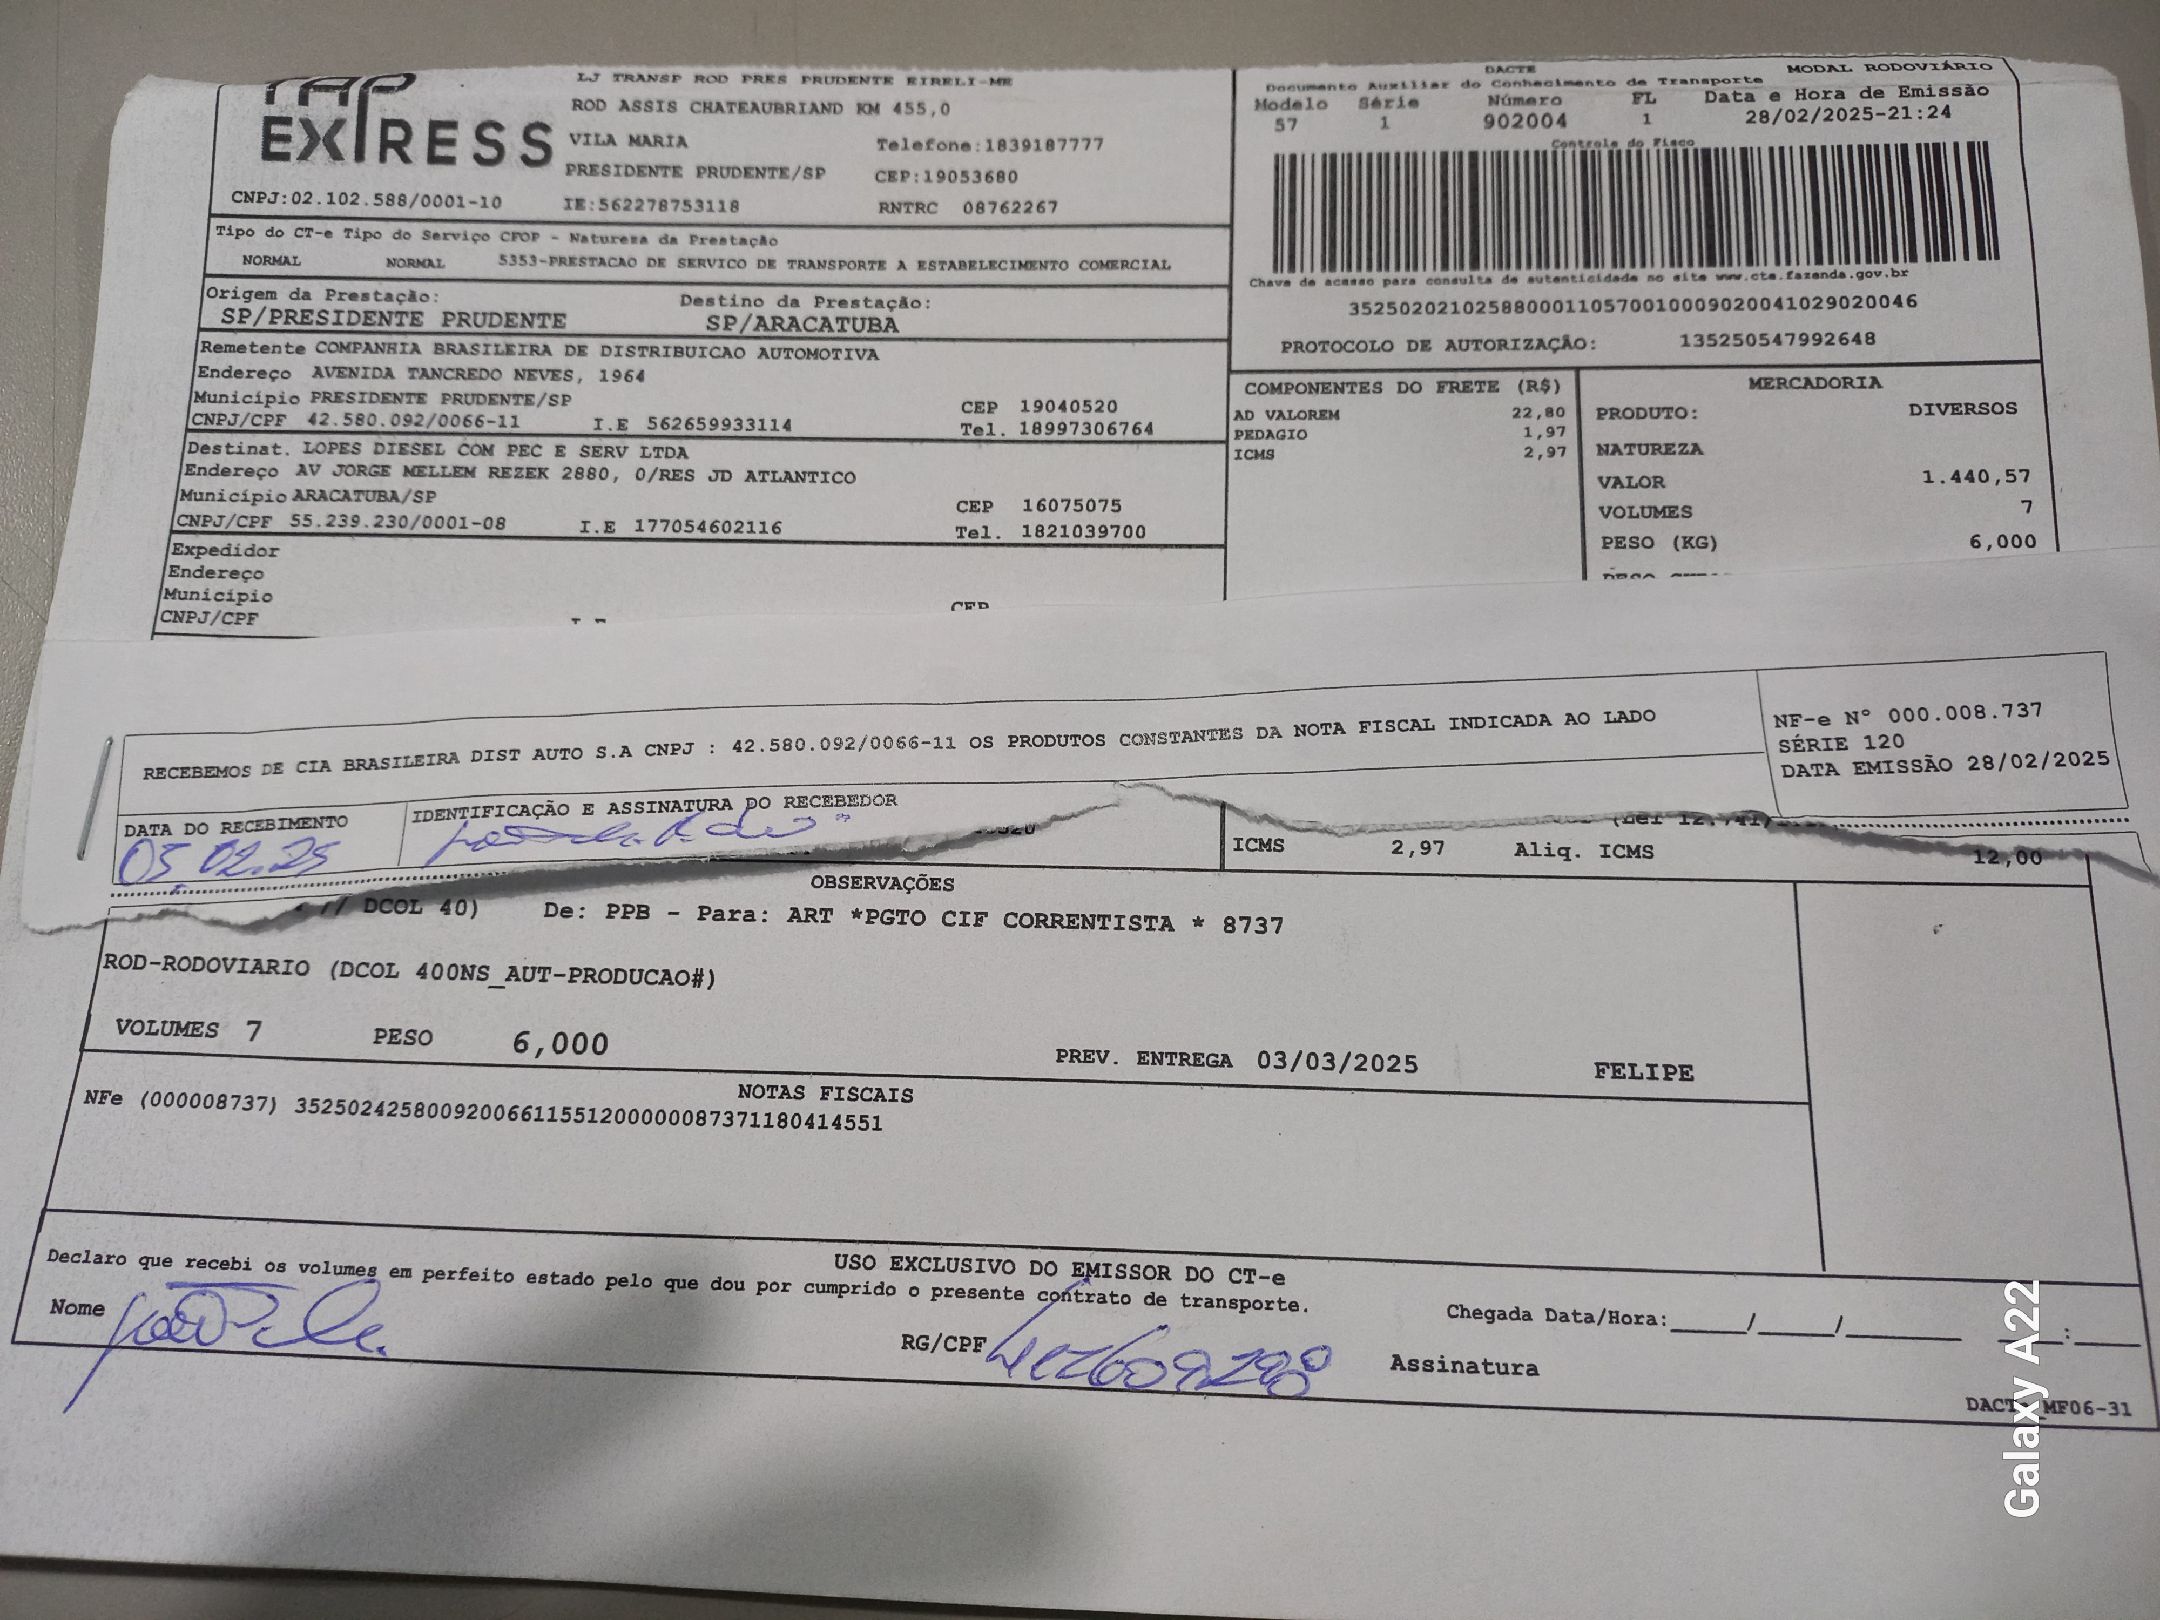 EXPRESS
LJ TRANSP ROD PRES PRUDENTE EIRELI-ME
ROD ASSIS CHATEAUBRIAND KM 455,0
VILA MARIA Telefone:1839187777
PRESIDENTE PRUDENTE/SP CEP:19053680
CNPJ:02.102.588/0001-10 IE:562278753118 RNTRC 08762267
DACTE MODAL RODOVIÁRIO
Documento Auxiliar do Conhecimento de Transporte
Modelo Série Número FL Data e Hora de Emissão
57 1 902004 1 28/02/2025-21:24
Controle do Fisco
Chave de acesso para consulta de autenticidade no site www.cte.fazenda.gov.br
35250202102588000110570010009020041029020046
PROTOCOLO DE AUTORIZAÇÃO: 135250547992648
Tipo do CT-e Tipo do Serviço CFOP - Natureza da Prestação
NORMAL NORMAL 5353-PRESTACAO DE SERVICO DE TRANSPORTE A ESTABELECIMENTO COMERCIAL
Origem da Prestação: Destino da Prestação:
SP/PRESIDENTE PRUDENTE SP/ARACATUBA
Remetente COMPANHIA BRASILEIRA DE DISTRIBUICAO AUTOMOTIVA
Endereço AVENIDA TANCREDO NEVES, 1964
Município PRESIDENTE PRUDENTE/SP CEP 19040520
CNPJ/CPF 42.580.092/0066-11 I.E 562659933114 Tel. 18997306764
Destinat. LOPES DIESEL COM PEC E SERV LTDA
Endereço AV JORGE MELLEM REZEK 2880, 0/RES JD ATLANTICO
Município ARACATUBA/SP CEP 16075075
CNPJ/CPF 55.239.230/0001-08 I.E 177054602116 Tel. 1821039700
Expedidor
Endereço
Município CEP
CNPJ/CPF
COMPONENTES DO FRETE (R$)
AD VALOREM 22,80
PEDAGIO 1,97
ICMS 2,97
MERCADORIA
PRODUTO: DIVERSOS
NATUREZA
VALOR 1.440,57
VOLUMES 7
PESO (KG) 6,000
RECEBEMOS DE CIA BRASILEIRA DIST AUTO S.A CNPJ : 42.580.092/0066-11 OS PRODUTOS CONSTANTES DA NOTA FISCAL INDICADA AO LADO
NF-e Nº 000.008.737
SÉRIE 120
DATA EMISSÃO 28/02/2025
DATA DO RECEBIMENTO IDENTIFICAÇÃO E ASSINATURA DO RECEBEDOR
03.02.25
ICMS 2,97 Aliq. ICMS 12,00
OBSERVAÇÕES
DCOL 40) De: PPB - Para: ART *PGTO CIF CORRENTISTA * 8737
ROD-RODOVIARIO (DCOL 400NS_AUT-PRODUCAO#)
VOLUMES 7 PESO 6,000 PREV. ENTREGA 03/03/2025 FELIPE
NOTAS FISCAIS
NFe (000008737) 35250242580092006611551200000087371180414551
USO EXCLUSIVO DO EMISSOR DO CT-e
Declaro que recebi os volumes em perfeito estado pelo que dou por cumprido o presente contrato de transporte.
Nome RG/CPF Chegada Data/Hora:____/____/______ ___:___
Assinatura
MF06-31
Galaxy A22